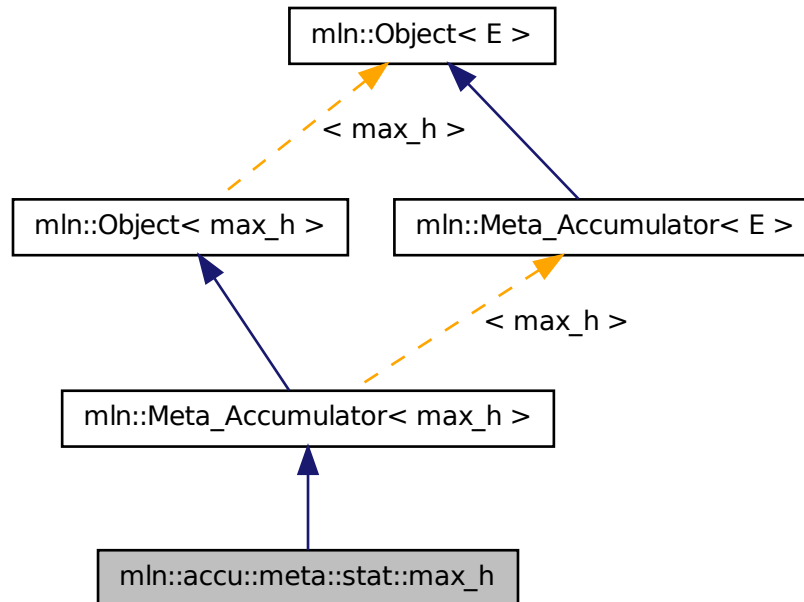 mln::Object< E >
< max_h >
mln::Object< max_h >
mln::Meta_Accumulator< E >
< max_h >
mln::Meta_Accumulator< max_h >
mln::accu::meta::stat::max_h